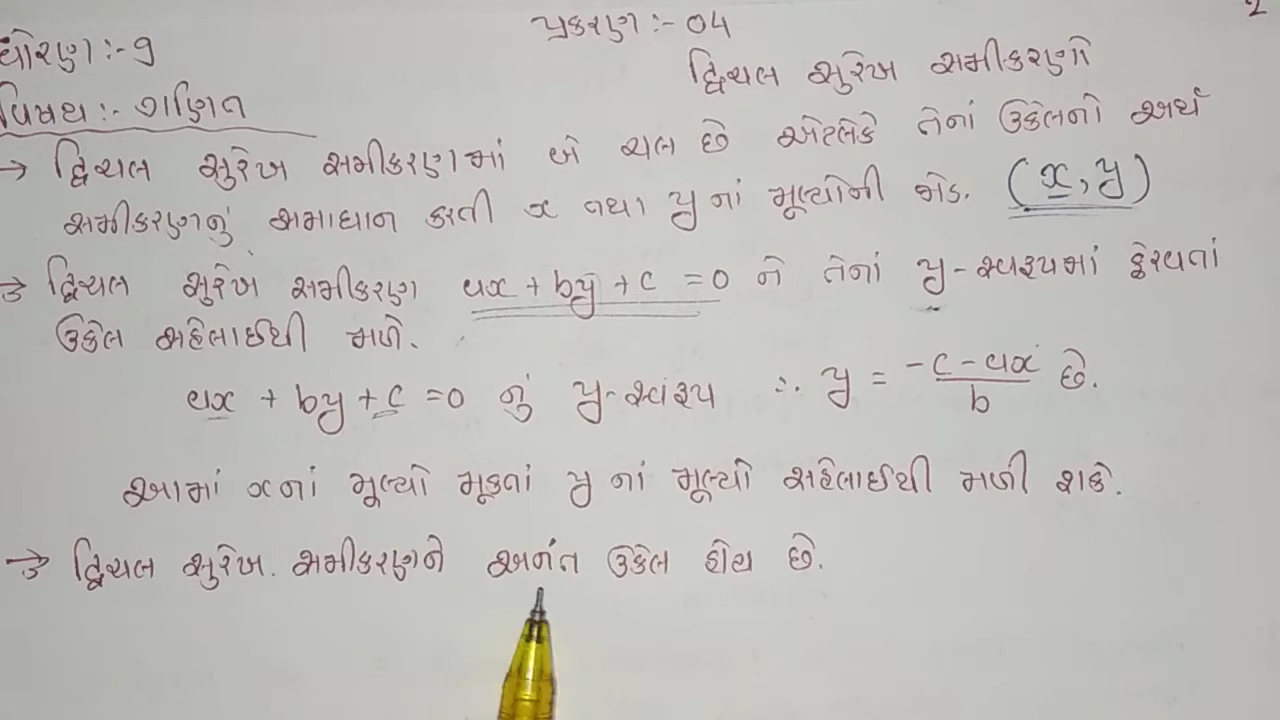 2
પ્રકરણ :- 04
ધોરણ :- 9
દ્વિચલ સુરેખ સમીકરણો
વિષય :- ગણિત
→ દ્વિચલ સુરેખ સમીકરણમાં બે ચલ છે એટલેકે તેનાં ઉકેલનો અર્થ
સમીકરણનું સમાધાન કરતી x તથા y નાં મૂલ્યોની જોડ. (x, y)
→ દ્વિચલ સુરેખ સમીકરણ ax + by + c = 0 ને તેનાં y-સ્વરૂપમાં ફેરવતાં
ઉકેલ સહેલાઈથી મળે.
ax + by + c = 0 નું y-સ્વરૂપ ∴ y = (-c - ax)/b છે.
આમાં xનાં મૂલ્યો મૂકતાં y નાં મૂલ્યો સહેલાઈથી મળી શકે.
→ દ્વિચલ સુરેખ. સમીકરણને અનંત ઉકેલ હોય છે.